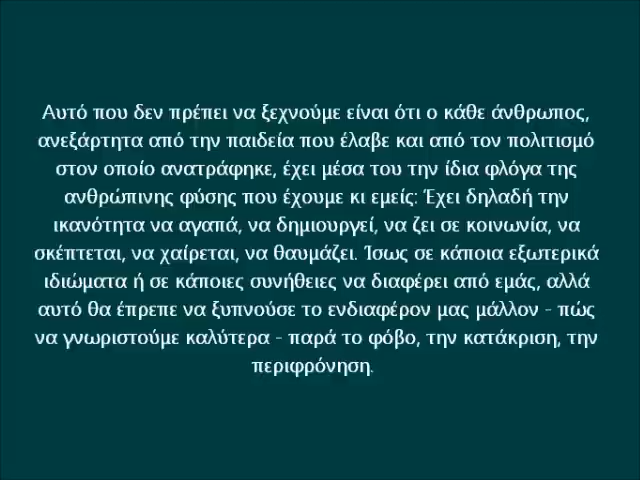 Αυτό που δεν πρέπει να ξεχνούμε είναι ότι ο κάθε άνθρωπος,
ανεξάρτητα από την παιδεία που έλαβε και από τον πολιτισμό
στον οποίο ανατράφηκε, έχει μέσα του την ίδια φλόγα της
ανθρώπινης φύσης που έχουμε κι εμείς: Έχει δηλαδή την
ικανότητα να αγαπά, να δημιουργεί, να ζει σε κοινωνία, να
σκέπτεται, να χαίρεται, να θαυμάζει. Ίσως σε κάποια εξωτερικά
ιδιώματα ή σε κάποιες συνήθειες να διαφέρει από εμάς, αλλά
αυτό θα έπρεπε να ξυπνούσε το ενδιαφέρον μας μάλλον - πώς
να γνωριστούμε καλύτερα - παρά το φόβο, την κατάκριση, την
περιφρόνηση.